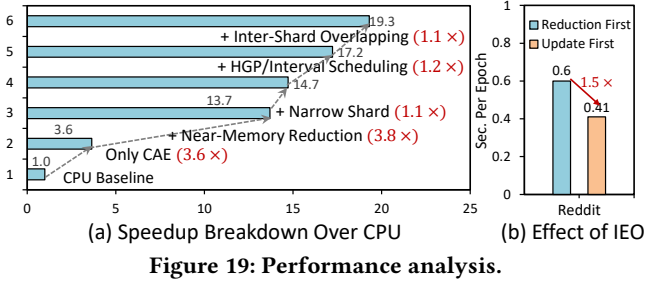 6
19.3
+ Inter-Shard Overlapping (1.1 ×)
5
17.2
+ HGP/Interval Scheduling (1.2 ×)
4
14.7
13.7
3
+ Narrow Shard (1.1 ×)
3.6
+ Near-Memory Reduction (3.8 ×)
2
Only CAE (3.6 ×)
1.0
1
CPU Baseline
0 5 10 15 20 25
(a) Speedup Breakdown Over CPU
Sec. Per Epoch
1
0.8
0.6
0.4
0.2
0
Reduction First
Update First
0.6
1.5 ×
0.41
Reddit
(b) Effect of IEO
Figure 19: Performance analysis.